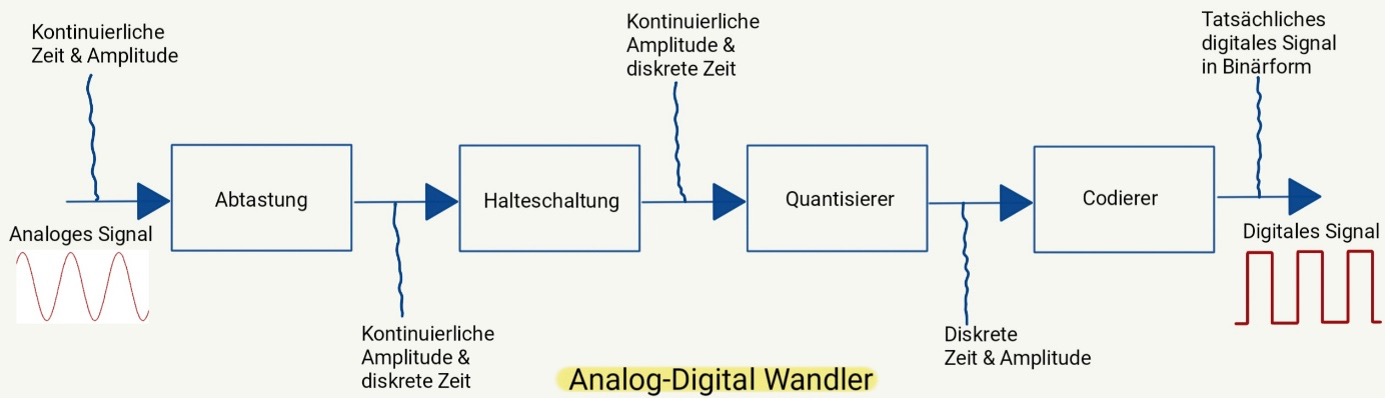 Kontinuierliche
Zeit & Amplitude
Kontinuierliche
Amplitude &
diskrete Zeit
Tatsächliches
digitales Signal
in Binärform
Abtastung
Halteschaltung
Quantisierer
Codierer
Analoges Signal
Digitales Signal
Kontinuierliche
Amplitude &
diskrete Zeit
Diskrete
Zeit & Amplitude
Analog-Digital Wandler